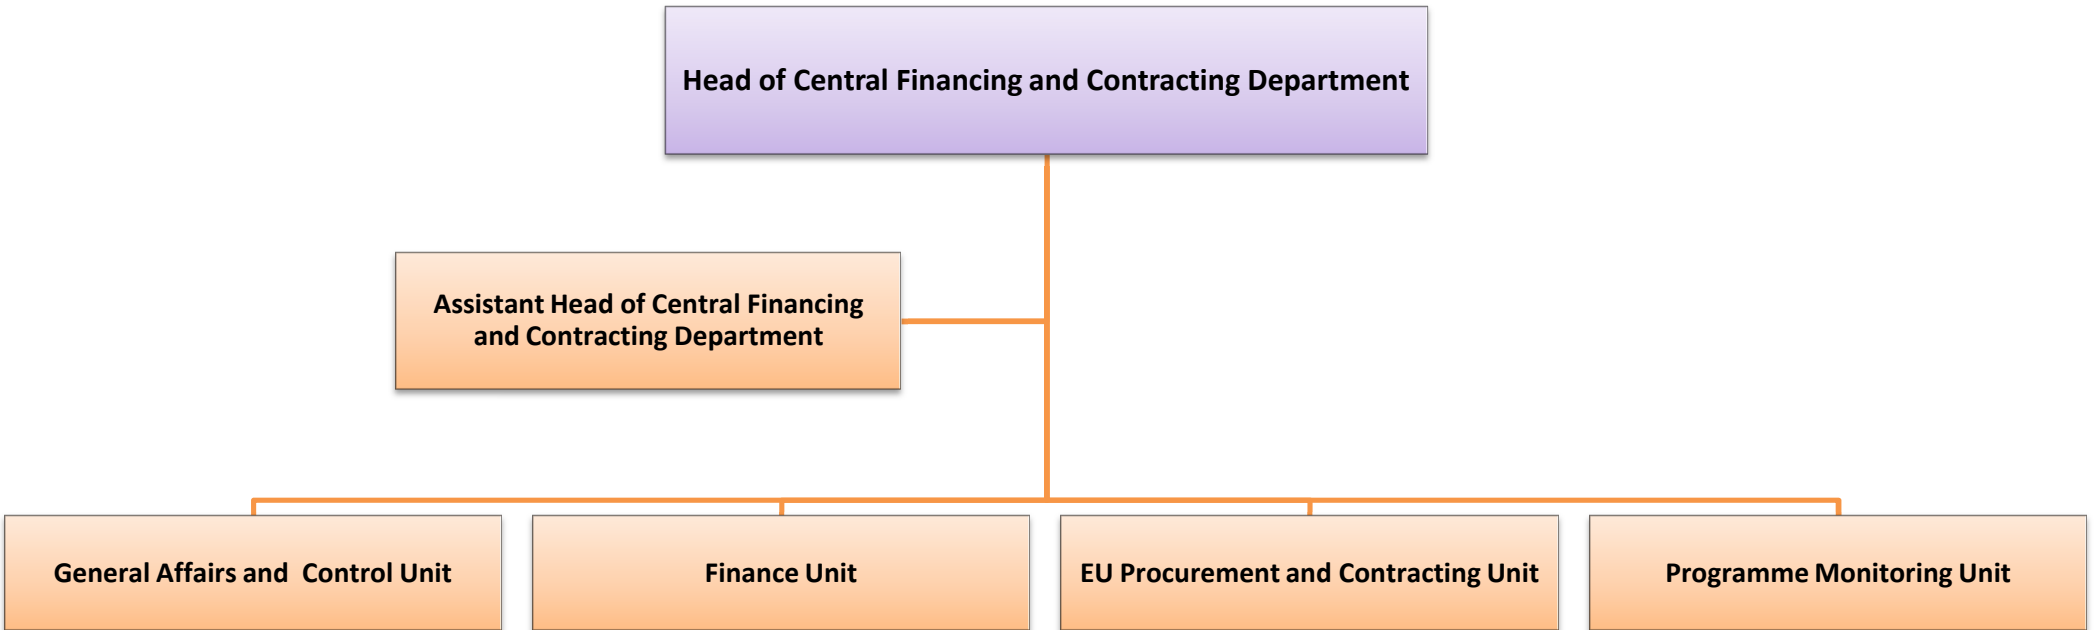 Head of Central Financing and Contracting Department
Assistant Head of Central Financing
and Contracting Department
General Affairs and  Control Unit
Finance Unit
EU Procurement and Contracting Unit
Programme Monitoring Unit